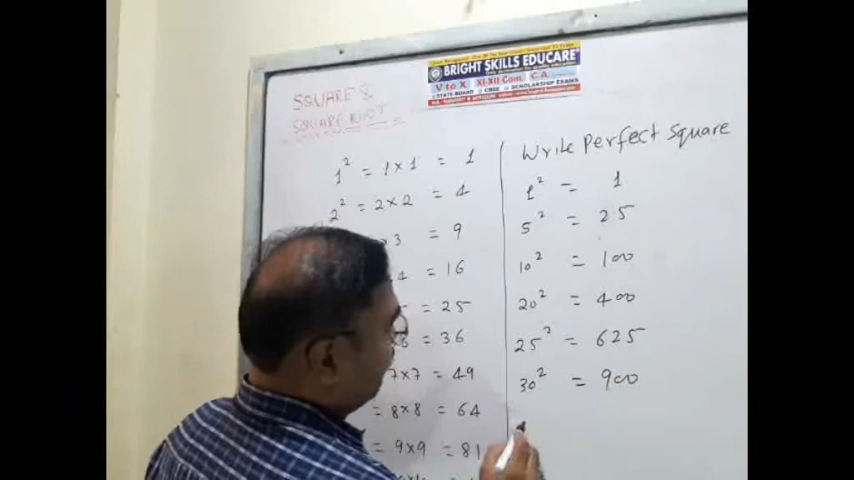 BRIGHT SKILLS EDUCARE
V to X XI-XII Com. C.A.
STATE BOARD CBSE SCHOLARSHIP EXAMS
SQUARE &
SQUARE ROOT
1² = 1×1 = 1
2² = 2×2 = 4
×3 = 9
4 = 16
= 25
×6 = 36
7×7 = 49
= 8×8 = 64
= 9×9 = 81
Write Perfect Square
1² = 1
5² = 25
10² = 100
20² = 400
25² = 625
30² = 900